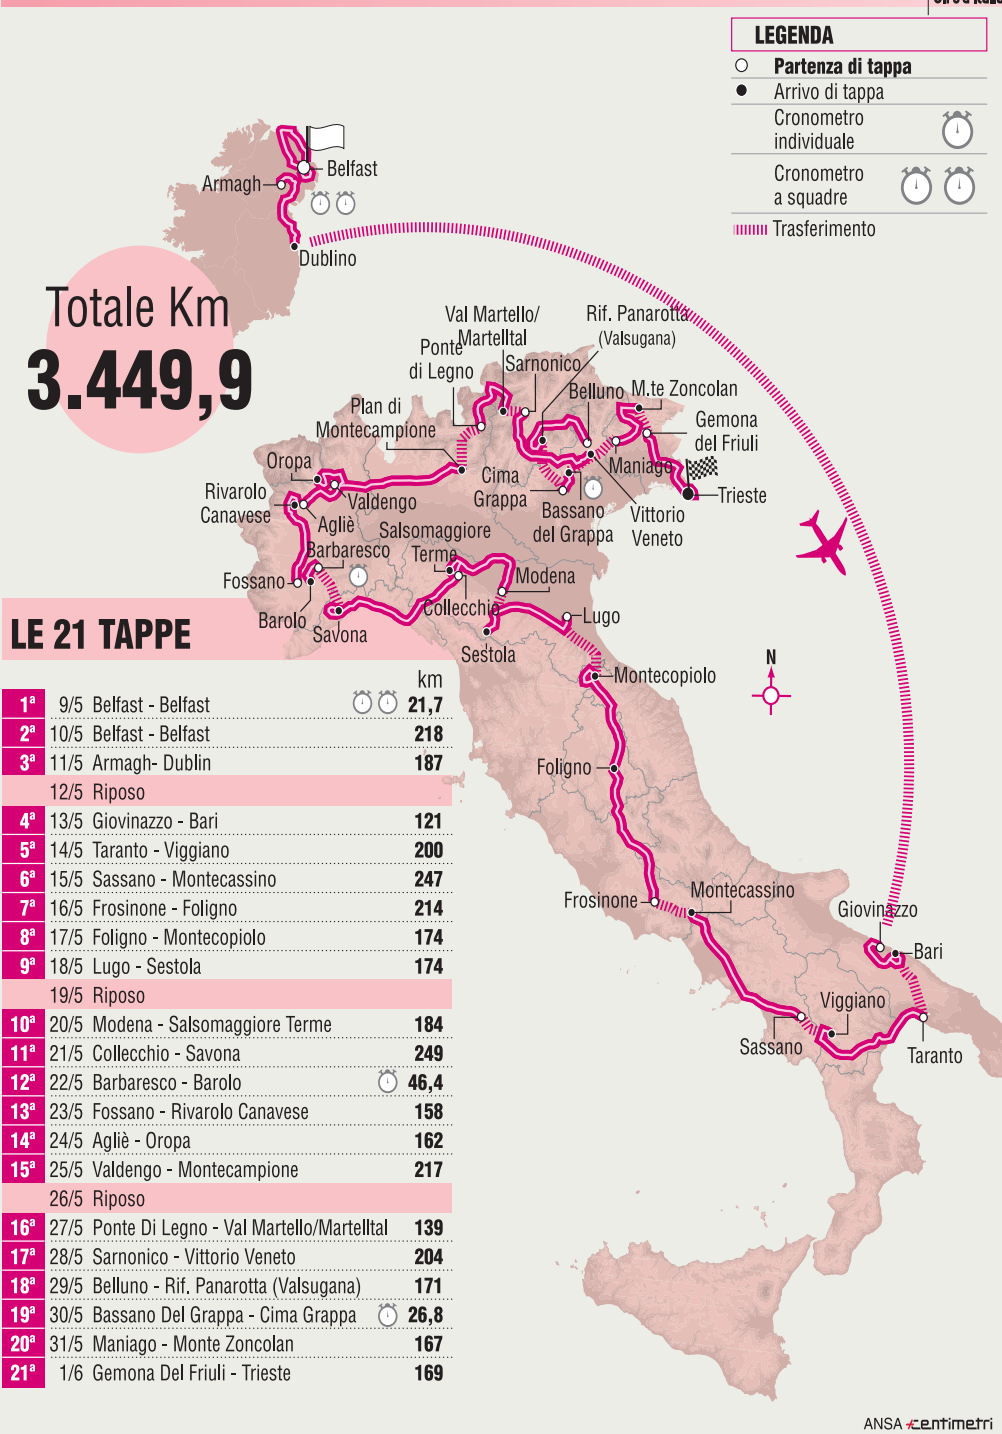 LEGENDA
Partenza di tappa
Arrivo di tappa
Cronometro
individuale
Cronometro
a squadre
Trasferimento
Belfast
Armagh
Dublino
Totale Km
3.449,9
Val Martello/
Martelltal
Rif. Panarotta
(Valsugana)
Ponte
di Legno
Sarnonico
Belluno
M.te Zoncolan
Plan di
Montecampione
Gemona
del Friuli
Oropa
Cima
Grappa
Maniago
Trieste
Rivarolo
Canavese
Valdengo
Agliè
Bassano
del Grappa
Vittorio
Veneto
Salsomaggiore
Terme
Barbaresco
Fossano
Modena
Barolo
Savona
Collecchio
Lugo
Sestola
Montecopiolo
N
Foligno
Frosinone
Montecassino
Giovinazzo
Bari
Viggiano
Sassano
Taranto
LE 21 TAPPE
km
1ª 9/5 Belfast - Belfast 21,7
2ª 10/5 Belfast - Belfast 218
3ª 11/5 Armagh- Dublin 187
12/5 Riposo
4ª 13/5 Giovinazzo - Bari 121
5ª 14/5 Taranto - Viggiano 200
6ª 15/5 Sassano - Montecassino 247
7ª 16/5 Frosinone - Foligno 214
8ª 17/5 Foligno - Montecopiolo 174
9ª 18/5 Lugo - Sestola 174
19/5 Riposo
10ª 20/5 Modena - Salsomaggiore Terme 184
11ª 21/5 Collecchio - Savona 249
12ª 22/5 Barbaresco - Barolo 46,4
13ª 23/5 Fossano - Rivarolo Canavese 158
14ª 24/5 Agliè - Oropa 162
15ª 25/5 Valdengo - Montecampione 217
26/5 Riposo
16ª 27/5 Ponte Di Legno - Val Martello/Martelltal 139
17ª 28/5 Sarnonico - Vittorio Veneto 204
18ª 29/5 Belluno - Rif. Panarotta (Valsugana) 171
19ª 30/5 Bassano Del Grappa - Cima Grappa 26,8
20ª 31/5 Maniago - Monte Zoncolan 167
21ª 1/6 Gemona Del Friuli - Trieste 169
ANSA centimetri